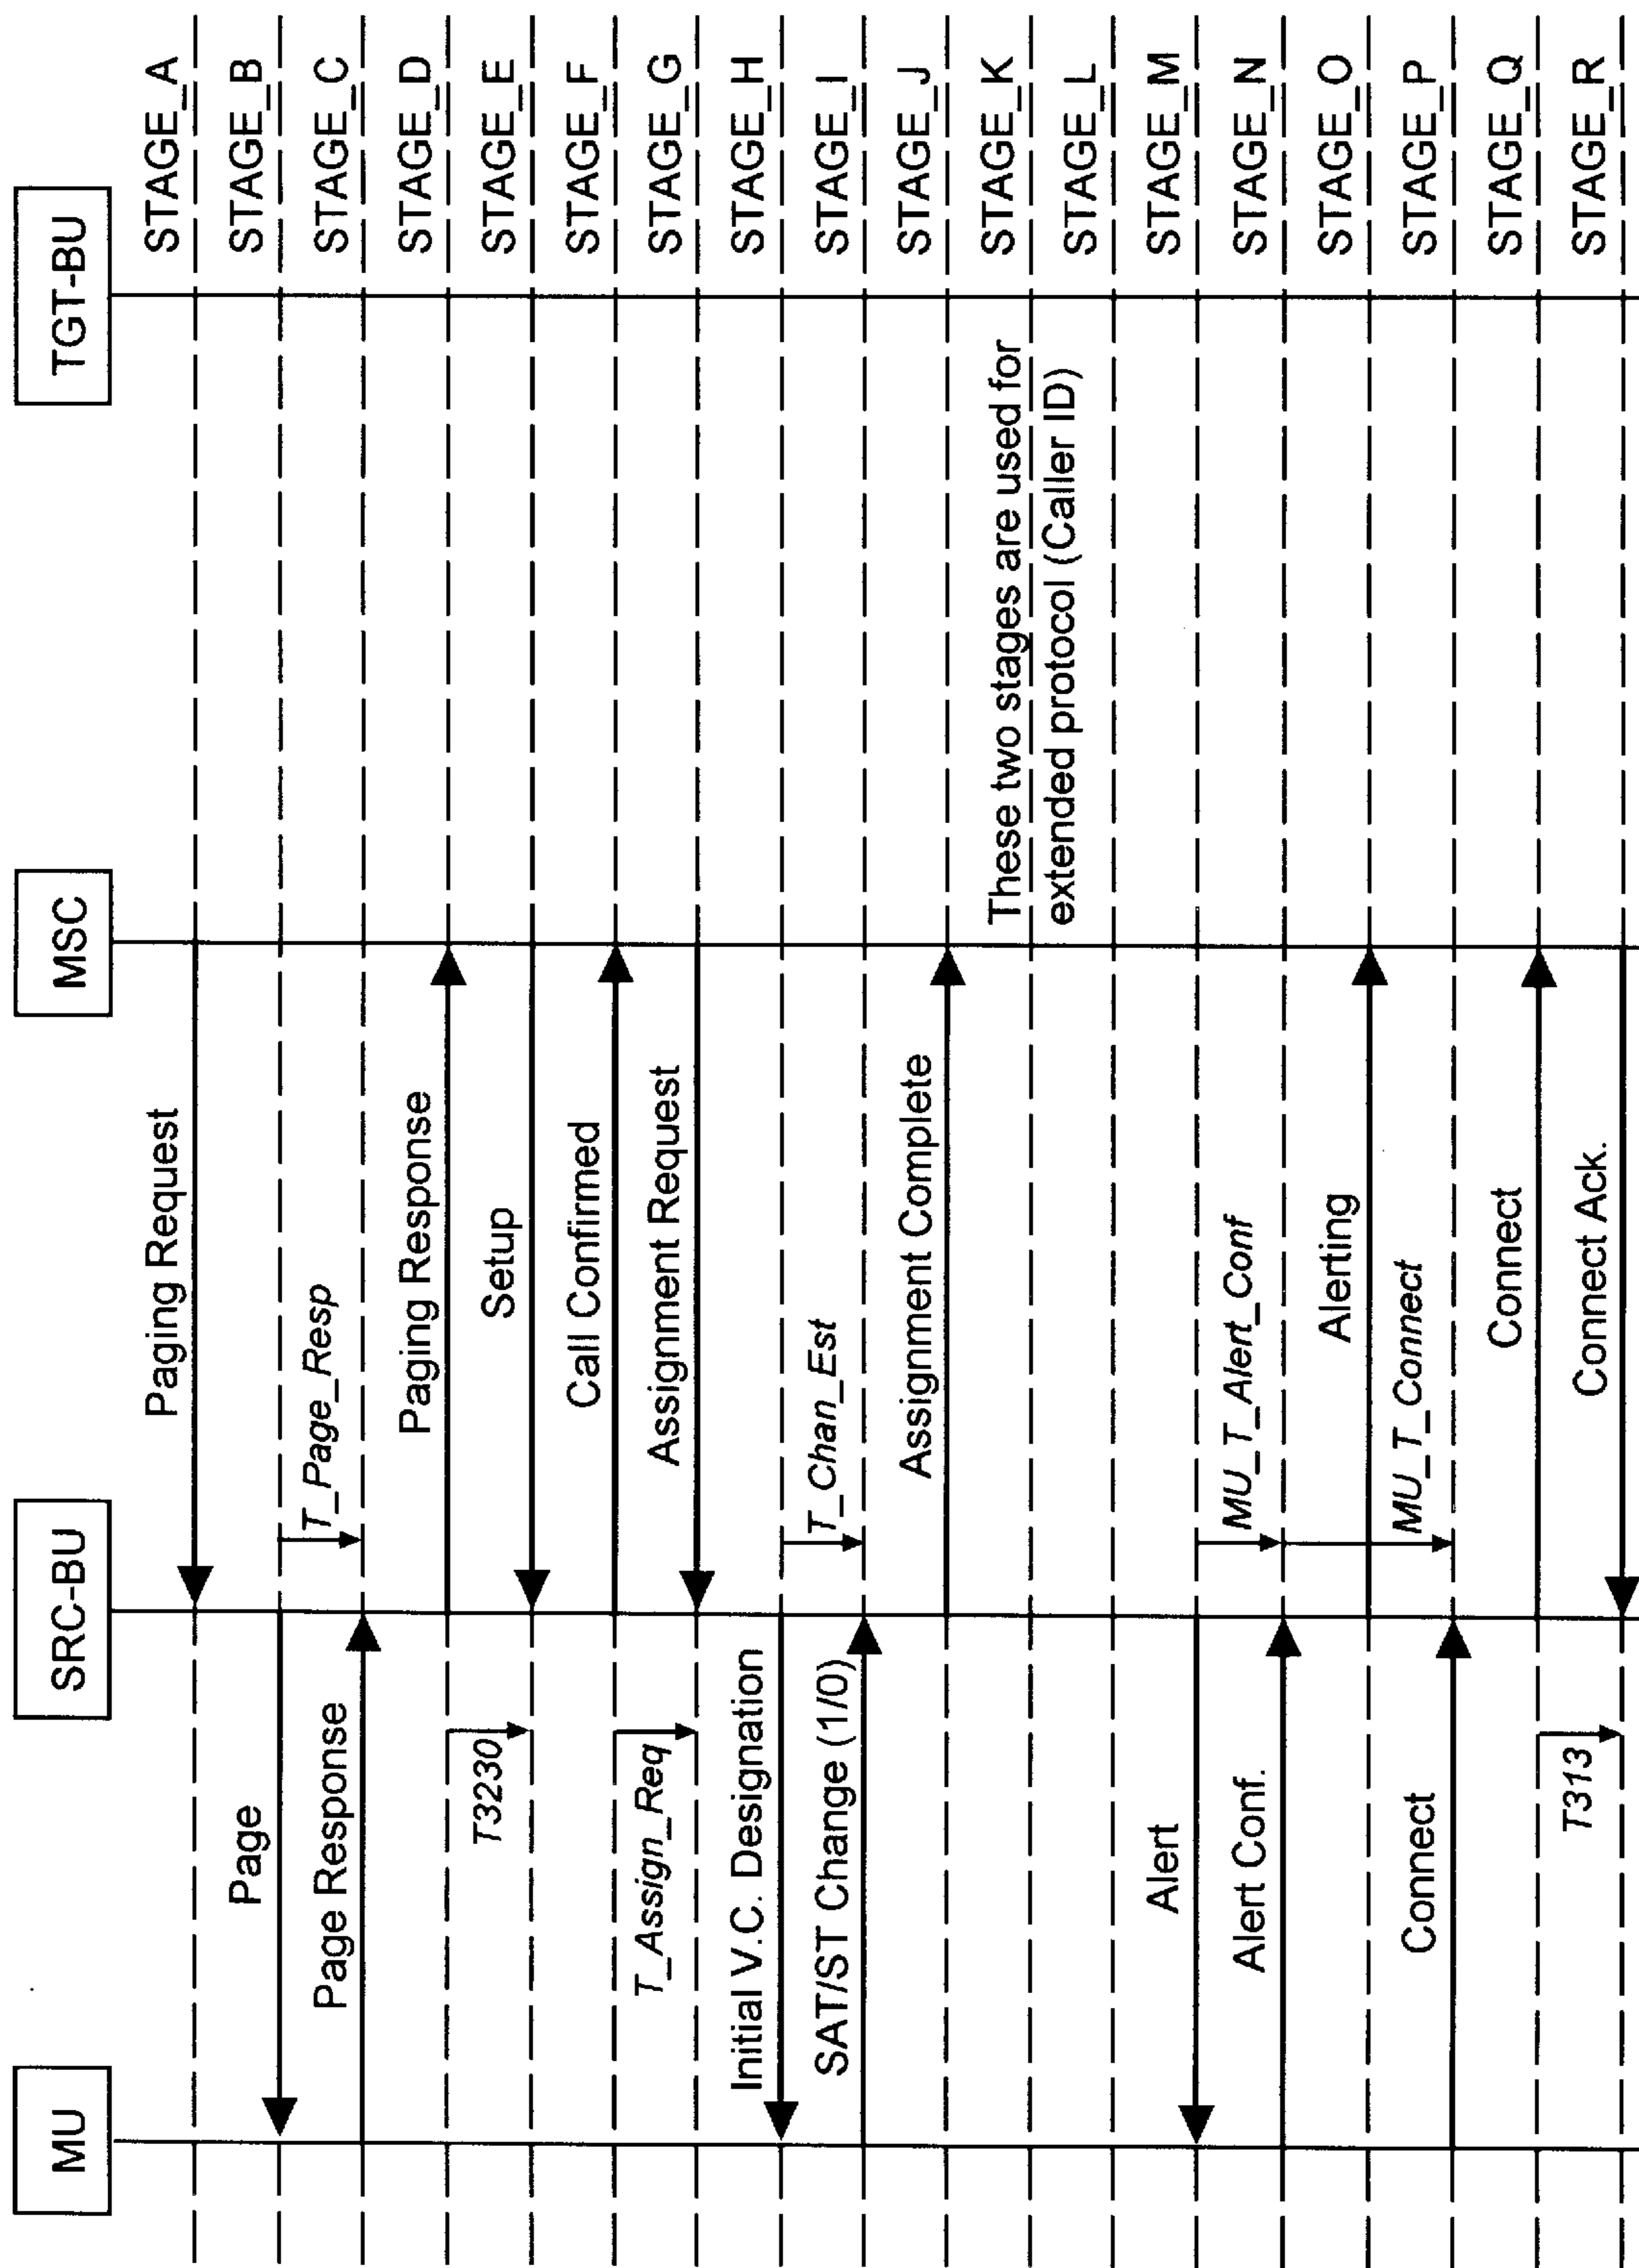 MU
SRC-BU
MSC
TGT-BU
Paging Request
STAGE_A
Page
STAGE_B
T_Page_Resp
Page Response
STAGE_C
Paging Response
STAGE_D
T3230
Setup
STAGE_E
Call Confirmed
STAGE_F
T_Assign_Req
Assignment Request
STAGE_G
Initial V.C. Designation
STAGE_H
T_Chan_Est
SAT/ST Change (1/0)
STAGE_I
Assignment Complete
STAGE_J
These two stages are used for
extended protocol (Caller ID)
STAGE_K
STAGE_L
Alert
STAGE_M
MU_T_Alert_Conf
Alert Conf.
STAGE_N
Alerting
STAGE_O
MU_T_Connect
Connect
STAGE_P
Connect
STAGE_Q
T313
Connect Ack.
STAGE_R